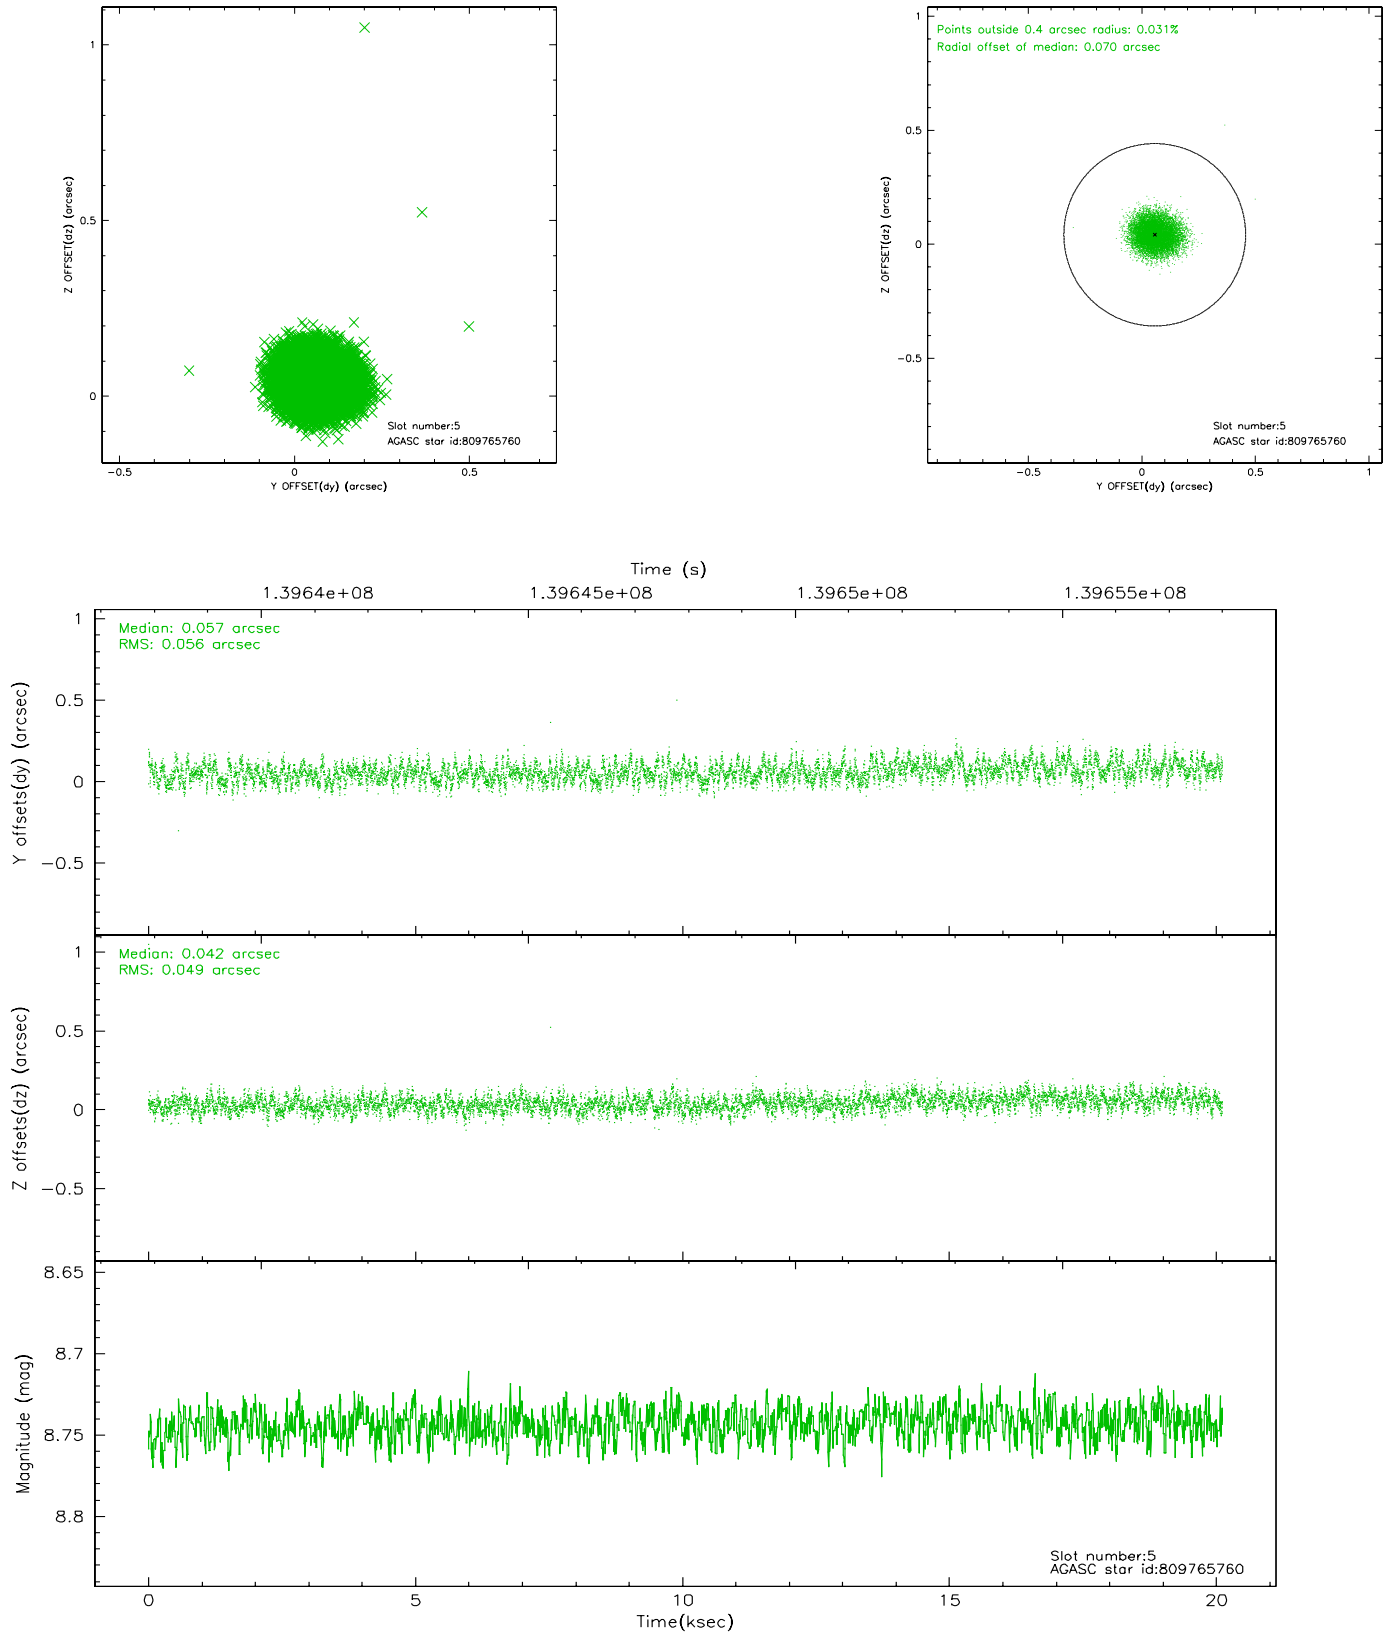 1
0.5
0
Z OFFSET(dz) (arcsec)
-0.5
0
0.5
Y OFFSET(dy) (arcsec)
Slot number:5
AGASC star id:809765760
Points outside 0.4 arcsec radius: 0.031%
Radial offset of median: 0.070 arcsec
1
0.5
0
-0.5
Z OFFSET(dz) (arcsec)
Slot number:5
AGASC star id:809765760
-0.5
0
0.5
1
Y OFFSET(dy) (arcsec)
Time (s)
1.3964e+08
1.39645e+08
1.3965e+08
1.39655e+08
Median: 0.057 arcsec
RMS: 0.056 arcsec
1
0.5
0
-0.5
Y offsets(dy) (arcsec)
Median: 0.042 arcsec
RMS: 0.049 arcsec
1
0.5
0
-0.5
Z offsets(dz) (arcsec)
8.65
8.7
8.75
8.8
Magnitude (mag)
Slot number:5
AGASC star id:809765760
0
5
10
15
20
Time(ksec)